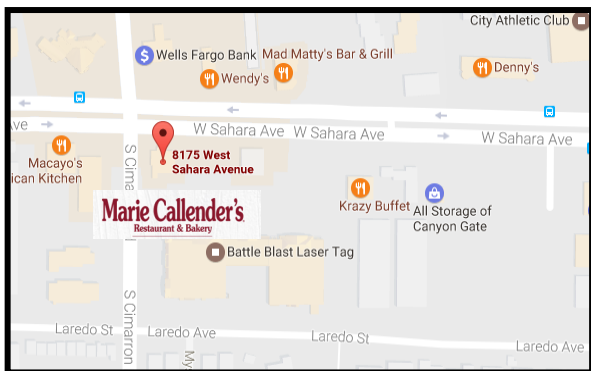 City Athletic Club
Wells Fargo Bank
Mad Matty's Bar & Grill
Wendy's
Denny's
ve
W Sahara Ave
W Sahara Ave
W Sahara Ave
8175 West
Sahara Avenue
Macayo's
ican Kitchen
S Cima
Marie Callender's
Restaurant & Bakery
Krazy Buffet
All Storage of
Canyon Gate
Battle Blast Laser Tag
S Cimarron
Laredo St
Laredo Ave
Laredo St
Laredo Ave
My